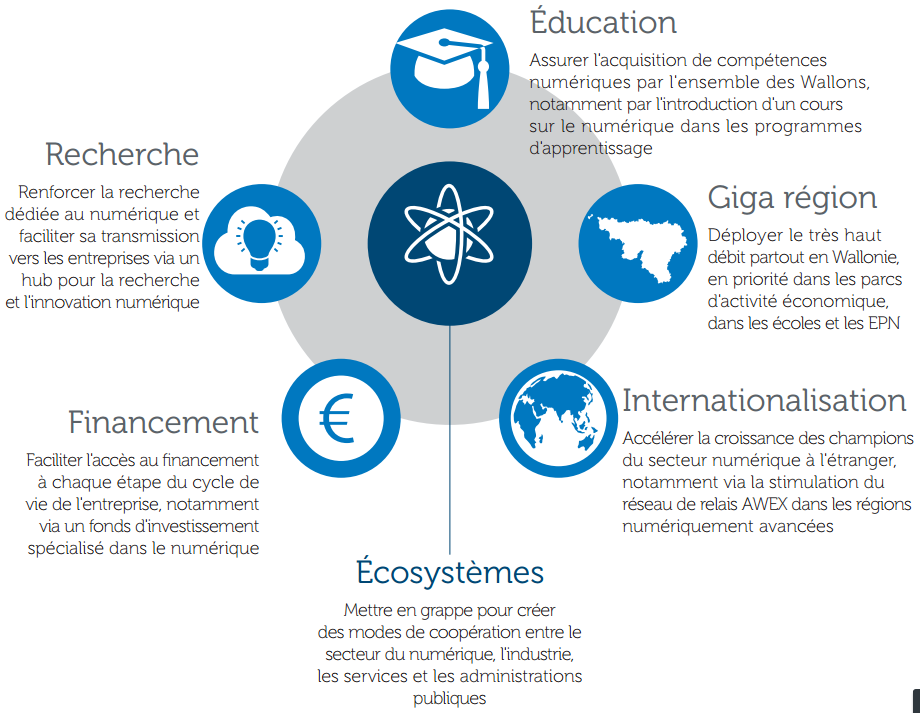 Éducation
Assurer l'acquisition de compétences
numériques par l'ensemble des Wallons,
notamment par l'introduction d'un cours
sur le numérique dans les programmes
d'apprentissage
Recherche
Renforcer la recherche
dédiée au numérique et
faciliter sa transmission
vers les entreprises via un
hub pour la recherche
et l'innovation numérique
Giga région
Déployer le très haut
débit partout en Wallonie,
en priorité dans les parcs
d'activité économique,
dans les écoles et les EPN
Financement
Faciliter l'accès au financement
à chaque étape du cycle de
vie de l'entreprise, notamment
via un fonds d'investissement
spécialisé dans le numérique
€
Internationalisation
Accélérer la croissance des champions
du secteur numérique à l'étranger,
notamment via la stimulation du
réseau de relais AWEX dans les régions
numériquement avancées
Écosystèmes
Mettre en grappe pour créer
des modes de coopération entre le
secteur du numérique, l'industrie,
les services et les administrations
publiques